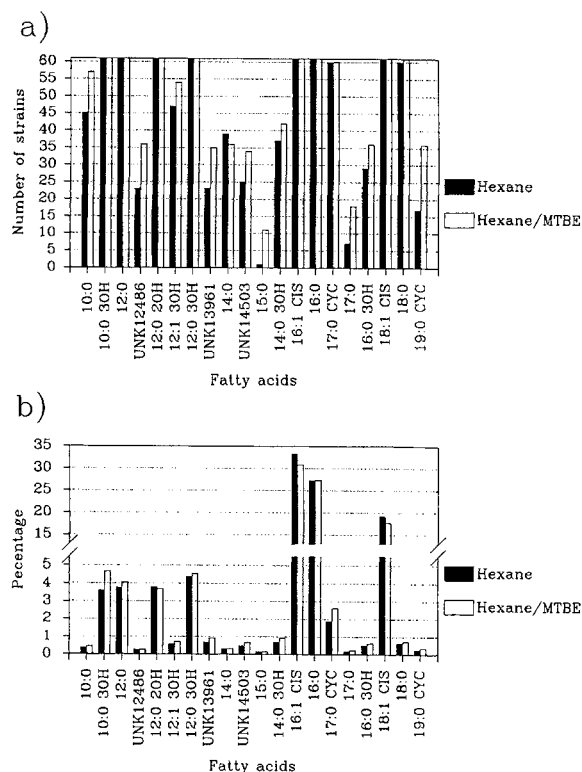 a)
Number of strains
60
55
50
45
40
35
30
25
20
15
10
5
0
10:0
10:0 3OH
12:0
UNK12486
12:0 2OH
12:1 3OH
12:0 3OH
UNK13961
14:0
UNK14503
15:0
14:0 3OH
16:1 CIS
16:0
17:0 CYC
17:0
16:0 3OH
18:1 CIS
18:0
19:0 CYC
Fatty acids
Hexane
Hexane/MTBE
b)
Pecentage
35
30
25
20
15
5
4
3
2
1
0
10:0
10:0 3OH
12:0
UNK12486
12:0 2OH
12:1 3OH
12:0 3OH
UNK13961
14:0
UNK14503
15:0
14:0 3OH
16:1 CIS
16:0
17:0 CYC
17:0
16:0 3OH
18:1 CIS
18:0
19:0 CYC
Fatty acids
Hexane
Hexane/MTBE